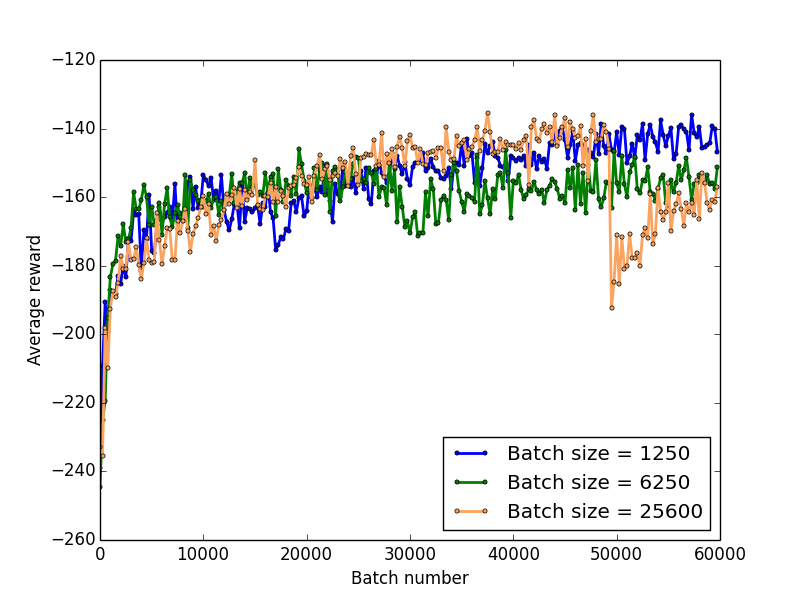 −120
−140
−160
−180
−200
−220
−240
−260
Average reward
0 10000 20000 30000 40000 50000 60000
Batch number
Batch size = 1250
Batch size = 6250
Batch size = 25600